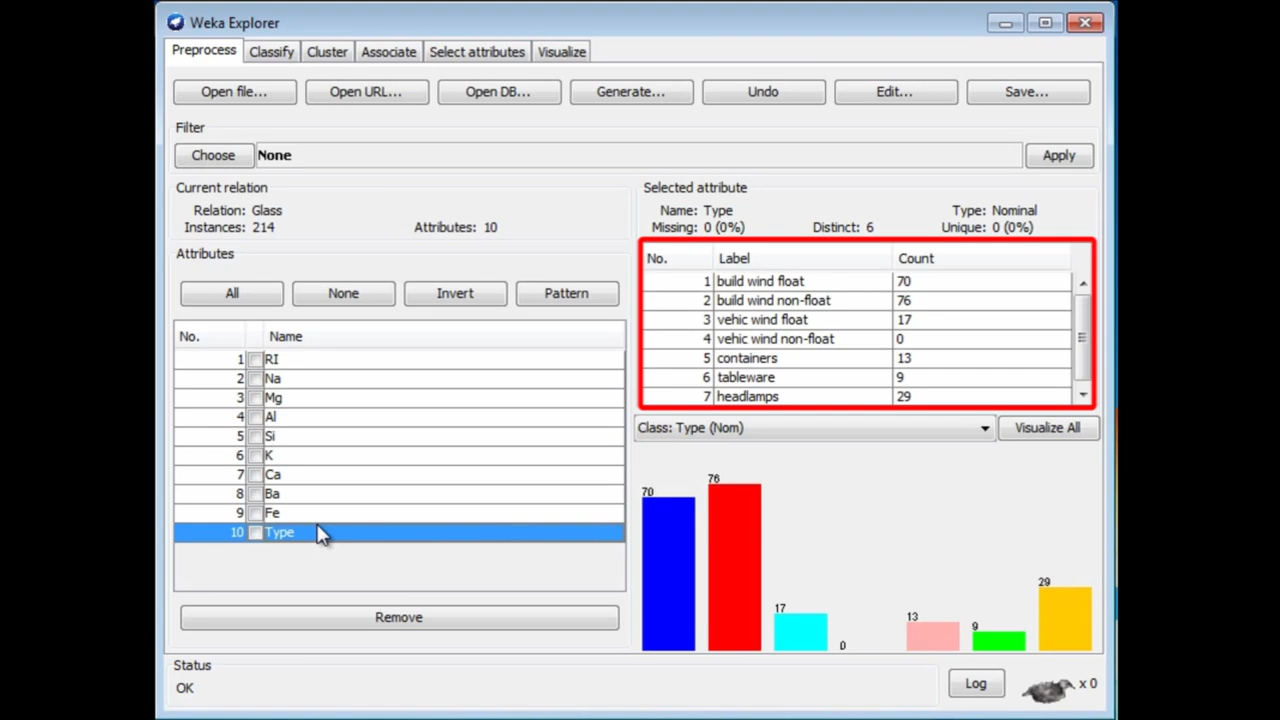 Weka Explorer
Preprocess Classify Cluster Associate Select attributes Visualize
Open file... Open URL... Open DB... Generate... Undo Edit... Save...
Filter
Choose None Apply
Current relation
Relation: Glass
Instances: 214 Attributes: 10
Attributes
All None Invert Pattern
No. Name
1 RI
2 Na
3 Mg
4 Al
5 Si
6 K
7 Ca
8 Ba
9 Fe
10 Type
Remove
Selected attribute
Name: Type Type: Nominal
Missing: 0 (0%) Distinct: 6 Unique: 0 (0%)
No. Label Count
1 build wind float 70
2 build wind non-float 76
3 vehic wind float 17
4 vehic wind non-float 0
5 containers 13
6 tableware 9
7 headlamps 29
Class: Type (Nom) Visualize All
70 76 17 0 13 9 29
Status
OK Log x 0